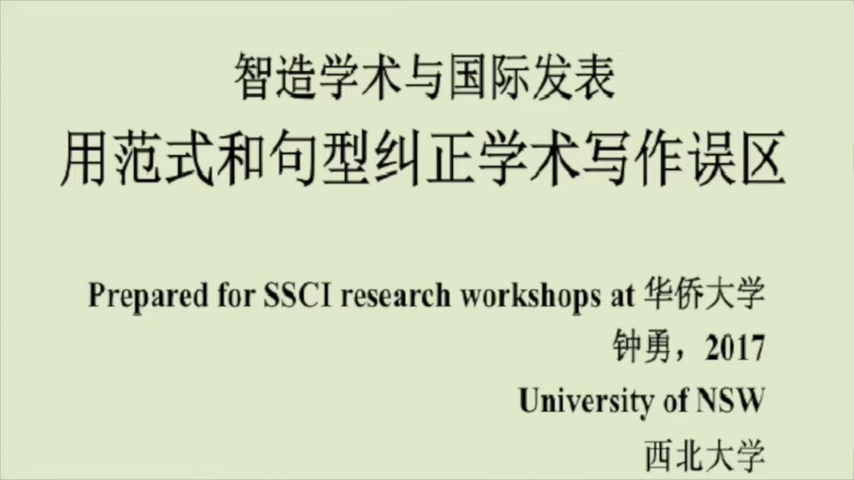 智造学术与国际发表
用范式和句型纠正学术写作误区
Prepared for SSCI research workshops at 华侨大学
钟勇，2017
University of NSW
西北大学